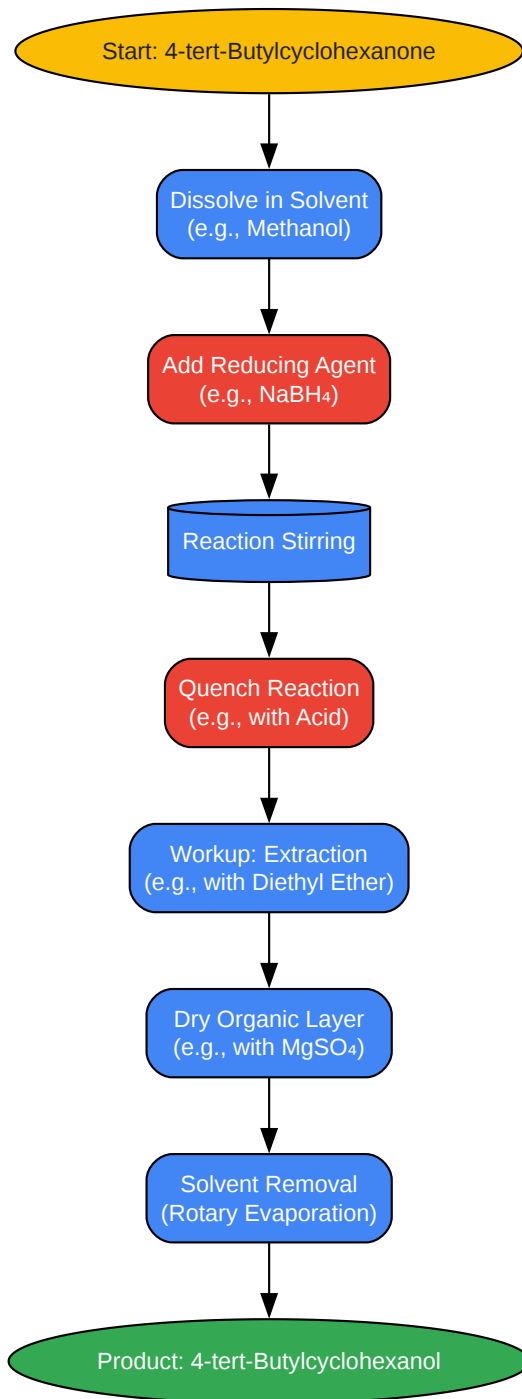 Start: 4-tert-Butylcyclohexanone
Dissolve in Solvent
(e.g., Methanol)
Add Reducing Agent
(e.g., NaBH₄)
Reaction Stirring
Quench Reaction
(e.g., with Acid)
Workup: Extraction
(e.g., with Diethyl Ether)
Dry Organic Layer
(e.g., with MgSO₄)
Solvent Removal
(Rotary Evaporation)
Product: 4-tert-Butylcyclohexanol